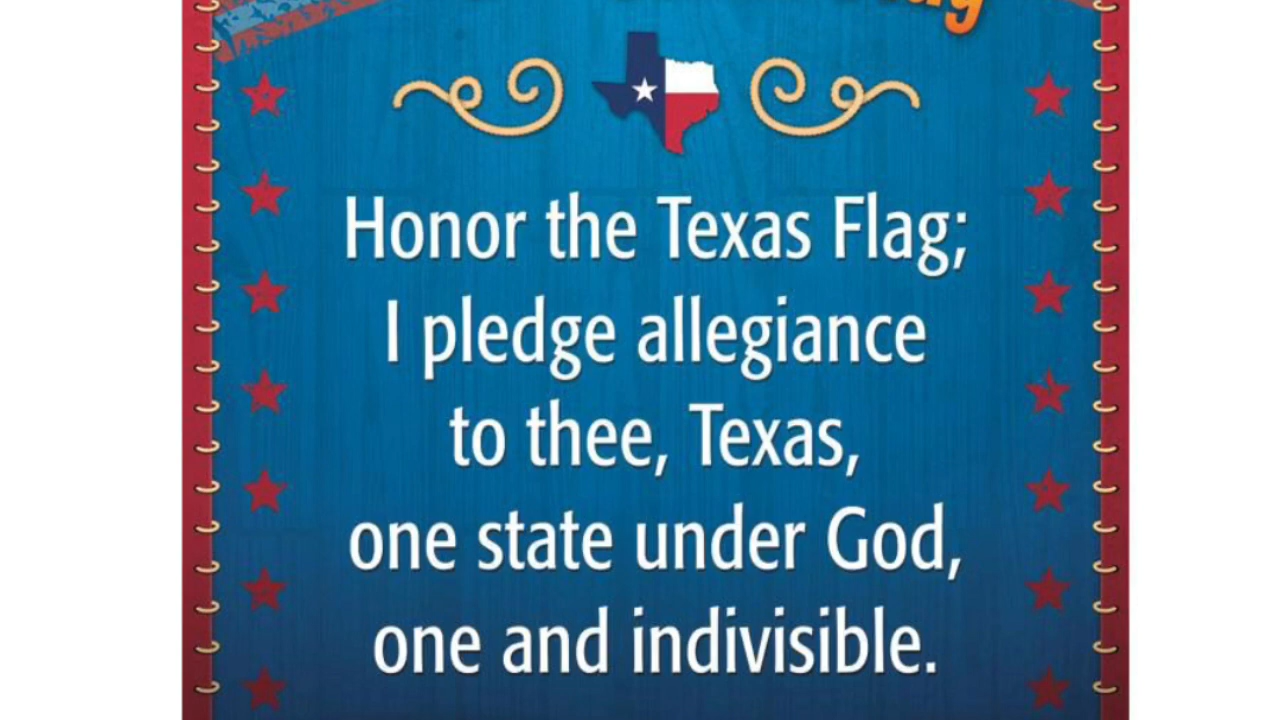 Honor the Texas Flag;
I pledge allegiance
to thee, Texas,
one state under God,
one and indivisible.